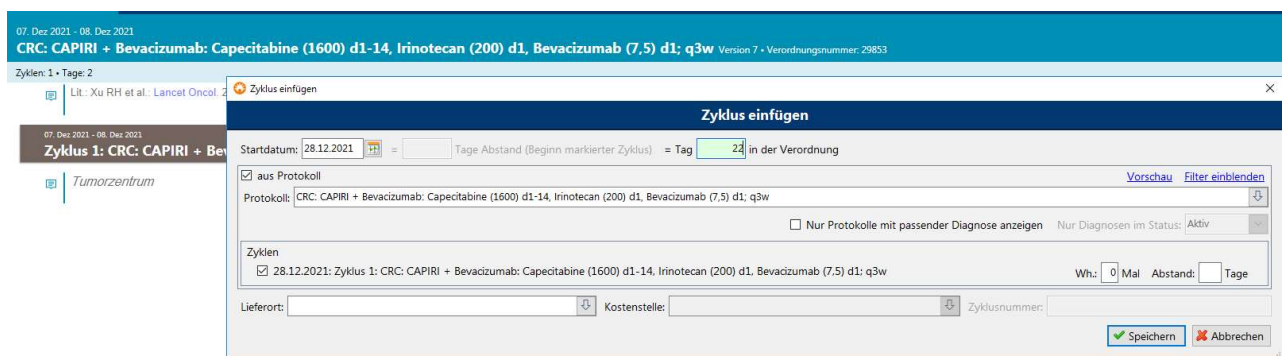 07. Dez 2021 - 08. Dez 2021
CRC: CAPIRI + Bevacizumab: Capecitabine (1600) d1-14, Irinotecan (200) d1, Bevacizumab (7,5) d1; q3w Version 7 • Verordnungsnummer: 29853
Zyklen: 1 • Tage: 2
Lit.: Xu RH et al.: Lancet Oncol. 2
07. Dez 2021 - 08. Dez 2021
Zyklus 1: CRC: CAPIRI + Bev
Tumorzentrum
Zyklus einfügen
Zyklus einfügen
Startdatum: 28.12.2021 = Tage Abstand (Beginn markierter Zyklus) = Tag 22 in der Verordnung
aus Protokoll Vorschau Filter einblenden
Protokoll: CRC: CAPIRI + Bevacizumab: Capecitabine (1600) d1-14, Irinotecan (200) d1, Bevacizumab (7,5) d1; q3w
Nur Protokolle mit passender Diagnose anzeigen Nur Diagnosen im Status: Aktiv
Zyklen
28.12.2021: Zyklus 1: CRC: CAPIRI + Bevacizumab: Capecitabine (1600) d1-14, Irinotecan (200) d1, Bevacizumab (7,5) d1; q3w Wh.: 0 Mal Abstand: Tage
Lieferort: Kostenstelle: Zyklusnummer:
Speichern Abbrechen